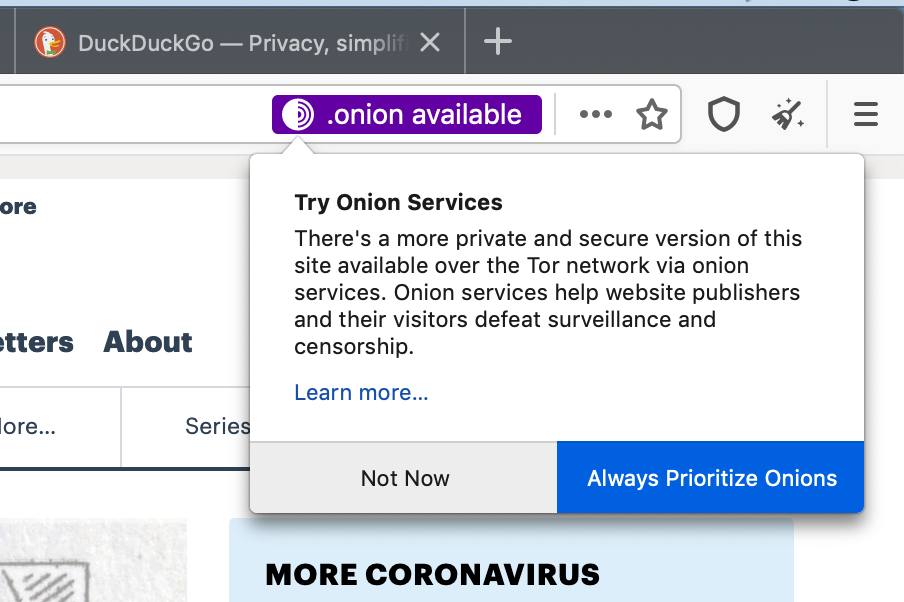 DuckDuckGo — Privacy, simplif
.onion available
ore
Try Onion Services
There's a more private and secure version of this
site available over the Tor network via onion
services. Onion services help website publishers
and their visitors defeat surveillance and
censorship.
Learn more...
etters About
ore... Series
Not Now Always Prioritize Onions
MORE CORONAVIRUS